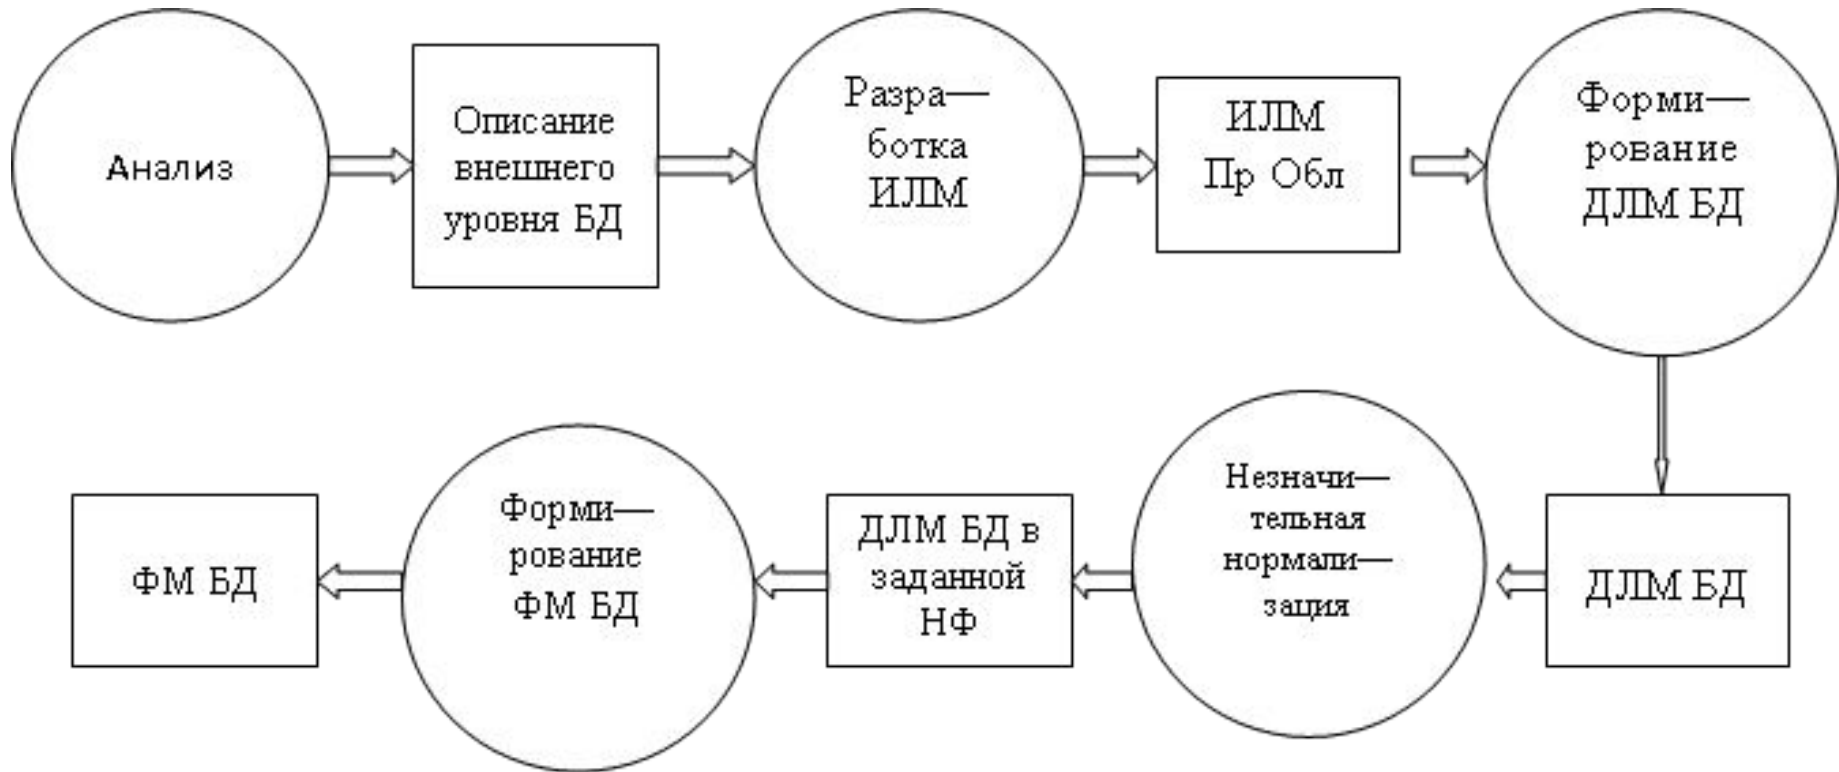 Анализ
Описание
внешнего
уровня БД
Разра—
ботка
ИЛМ
ИЛМ
Пр Обл
Форми—
рование
ДЛМ БД
ДЛМ БД
Незначи—
тельная
нормали—
зация
ДЛМ БД в
заданной
НФ
Форми—
рование
ФМ БД
ФМ БД